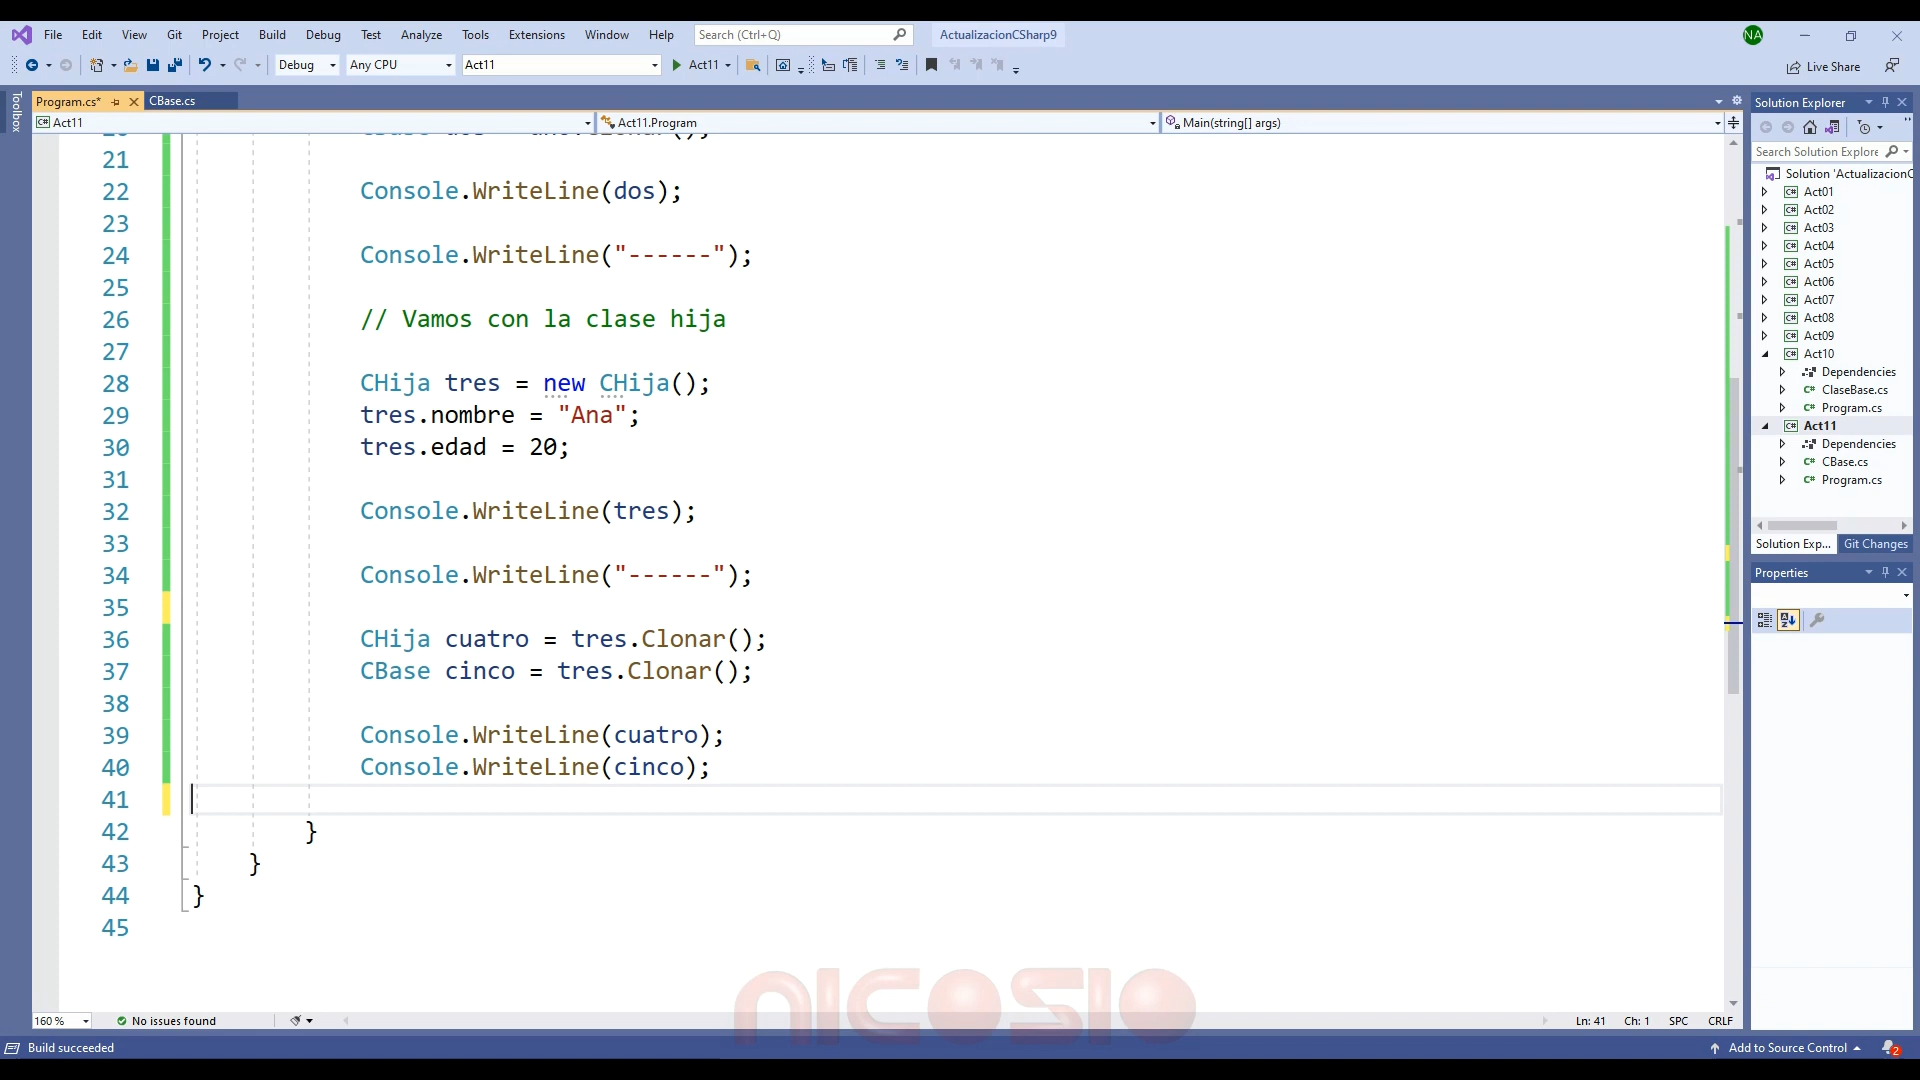 File Edit View Git Project Build Debug Test Analyze Tools Extensions Window Help Search (Ctrl+Q) ActualizacionCSharp9 NA
Debug Any CPU Act11 Act11 Live Share
Toolbox
Program.cs* CBase.cs
Act11 Act11.Program Main(string[] args)
21
22 Console.WriteLine(dos);
23
24 Console.WriteLine("------");
25
26 // Vamos con la clase hija
27
28 CHija tres = new CHija();
29 tres.nombre = "Ana";
30 tres.edad = 20;
31
32 Console.WriteLine(tres);
33
34 Console.WriteLine("------");
35
36 CHija cuatro = tres.Clonar();
37 CBase cinco = tres.Clonar();
38
39 Console.WriteLine(cuatro);
40 Console.WriteLine(cinco);
41
42 }
43 }
44 }
45
Solution Explorer
Search Solution Explore
Solution 'ActualizacionC
C# Act01
C# Act02
C# Act03
C# Act04
C# Act05
C# Act06
C# Act07
C# Act08
C# Act09
C# Act10
Dependencies
C# ClaseBase.cs
C# Program.cs
C# Act11
Dependencies
C# CBase.cs
C# Program.cs
Solution Exp... Git Changes
Properties
NICOSIO
160 % No issues found Ln: 41 Ch: 1 SPC CRLF
Build succeeded Add to Source Control 2